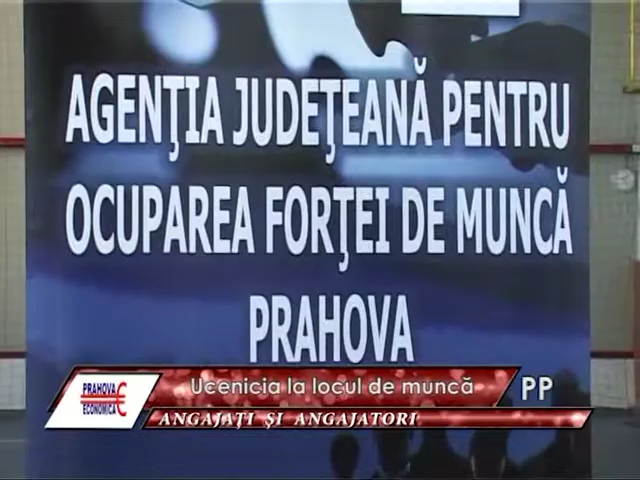 AGENŢIA JUDEŢEANĂ PENTRU
OCUPAREA FORŢEI DE MUNCĂ
PRAHOVA
PRAHOVA
ECONOMICA €
Ucenicia la locul de muncă
PP
ANGAJAŢI ŞI ANGAJATORI